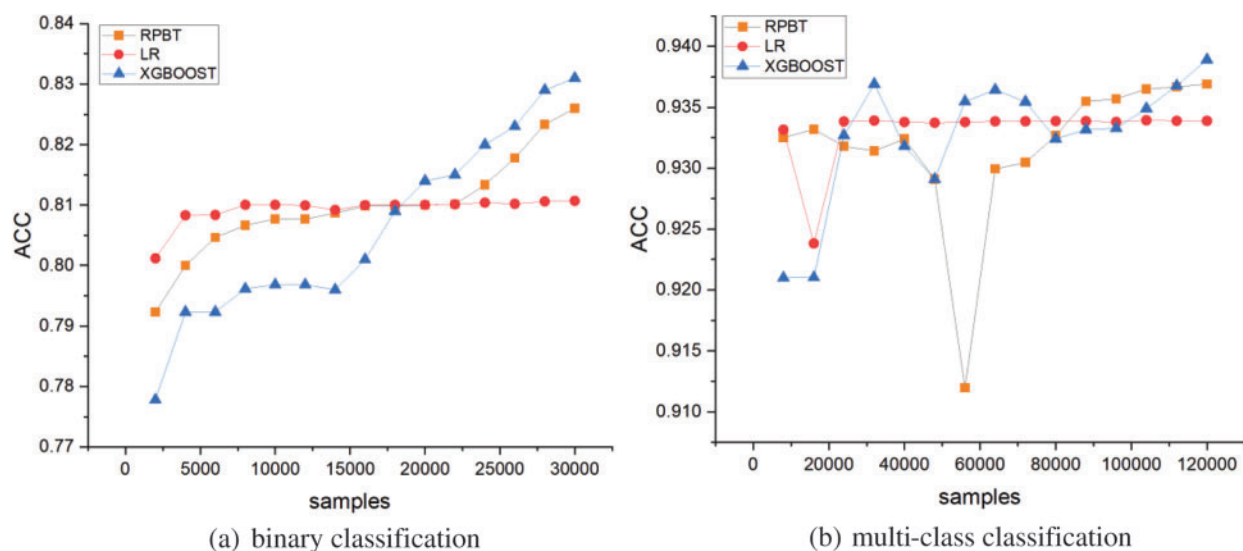 0.84
0.83
0.82
0.81
0.80
0.79
0.78
0.77
ACC
RPBT
LR
XGBOOST
0 5000 10000 15000 20000 25000 30000
samples
(a) binary classification
0.940
0.935
0.930
0.925
0.920
0.915
0.910
ACC
RPBT
LR
XGBOOST
0 20000 40000 60000 80000 100000 120000
samples
(b) multi-class classification